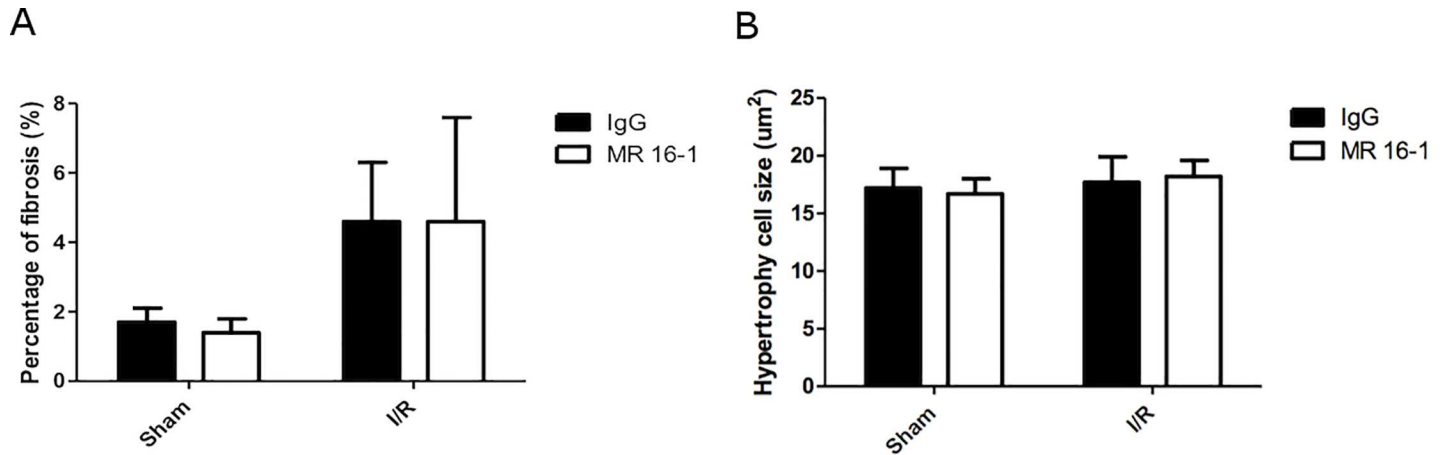 A
Percentage of fibrosis (%)
8
6
4
2
0
Sham
I/R
IgG
MR 16-1
B
Hypertrophy cell size (um²)
25
20
15
10
5
0
Sham
I/R
IgG
MR 16-1